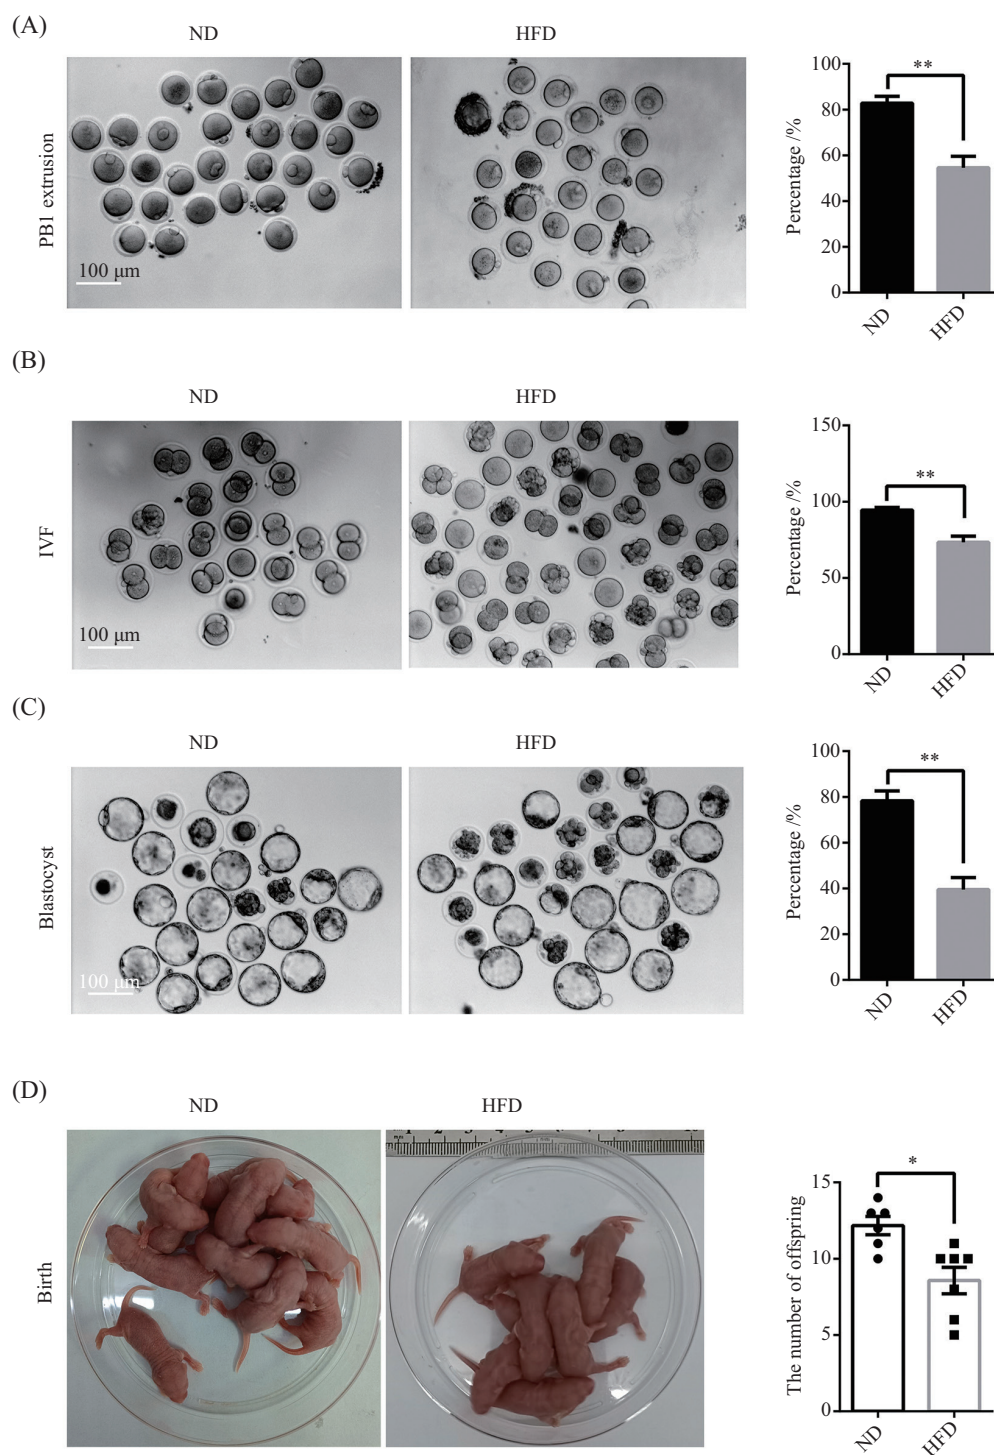 (A)
ND
HFD
PB1 extrusion
100 μm
Percentage /%
100
80
60
40
20
0
**
ND
HFD
(B)
ND
HFD
IVF
100 μm
Percentage /%
150
100
50
0
**
ND
HFD
(C)
ND
HFD
Blastocyst
100 μm
Percentage /%
100
80
60
40
20
0
**
ND
HFD
(D)
ND
HFD
Birth
The number of offspring
15
10
5
0
*
ND
HFD